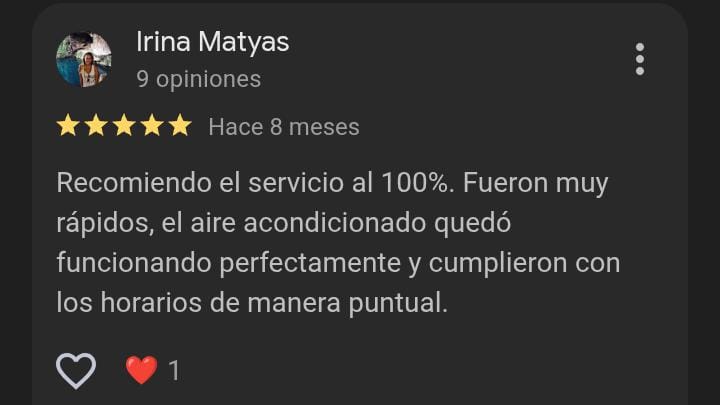 Irina Matyas
9 opiniones
Hace 8 meses
Recomiendo el servicio al 100%. Fueron muy
rápidos, el aire acondicionado quedó
funcionando perfectamente y cumplieron con
los horarios de manera puntual.
1